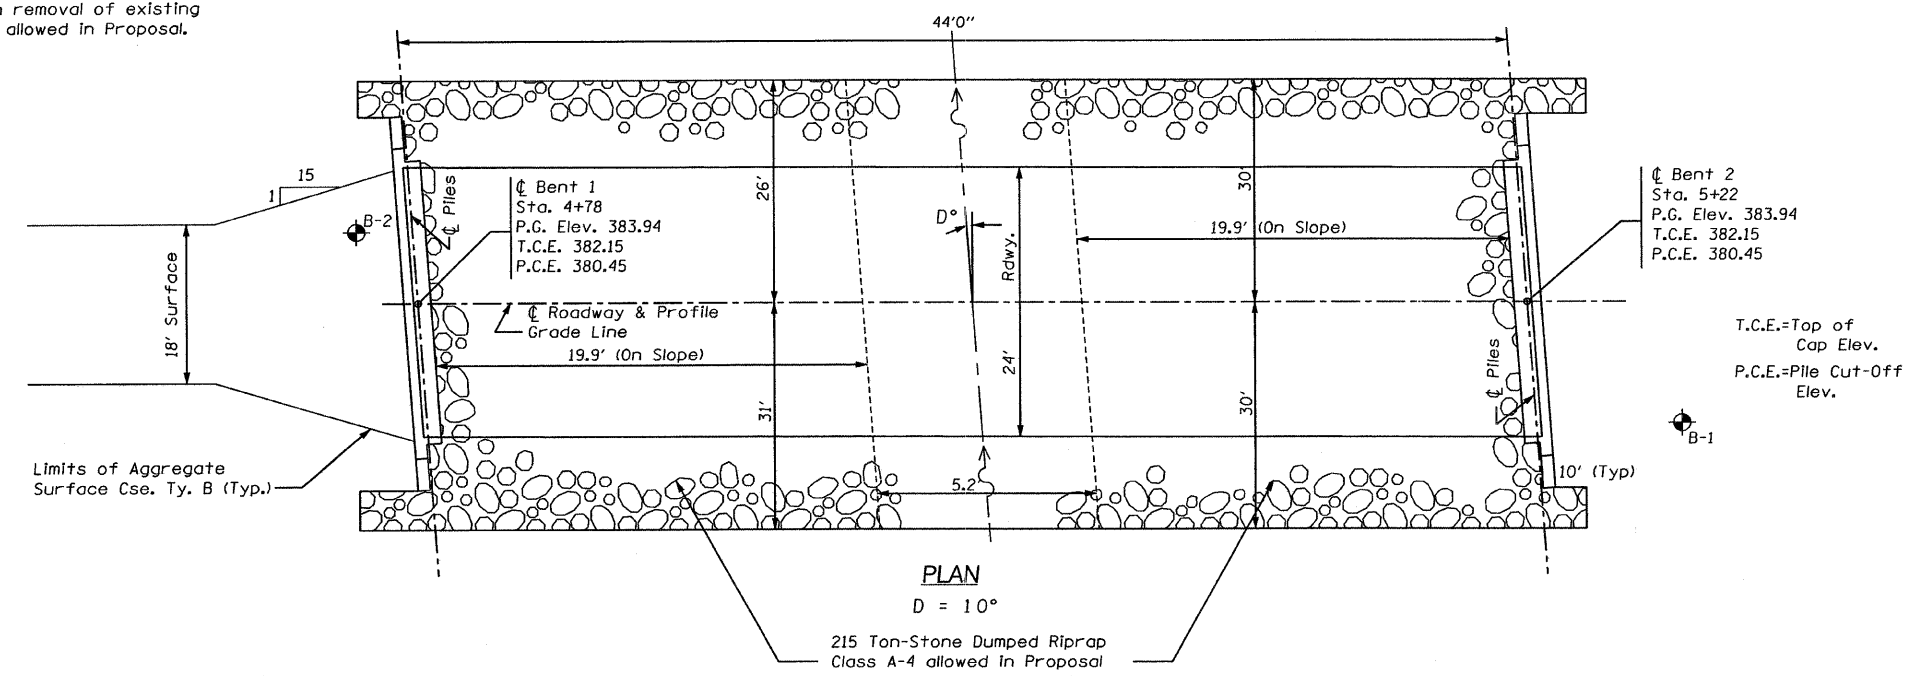 removal of existing
allowed in Proposal.
44'0"
15
1
B-2
℄ Piles
℄ Bent 1
Sta. 4+78
P.G. Elev. 383.94
T.C.E. 382.15
P.C.E. 380.45
26'
30'
D°
Rdwy.
19.9' (On Slope)
℄ Bent 2
Sta. 5+22
P.G. Elev. 383.94
T.C.E. 382.15
P.C.E. 380.45
18' Surface
℄ Roadway & Profile
Grade Line
19.9' (On Slope)
24'
31'
30'
℄ Piles
T.C.E.=Top of
Cap Elev.
P.C.E.=Pile Cut-Off
Elev.
B-1
Limits of Aggregate
Surface Cse. Ty. B (Typ.)
5.2'
10' (Typ)
PLAN
D = 10°
215 Ton-Stone Dumped Riprap
Class A-4 allowed in Proposal